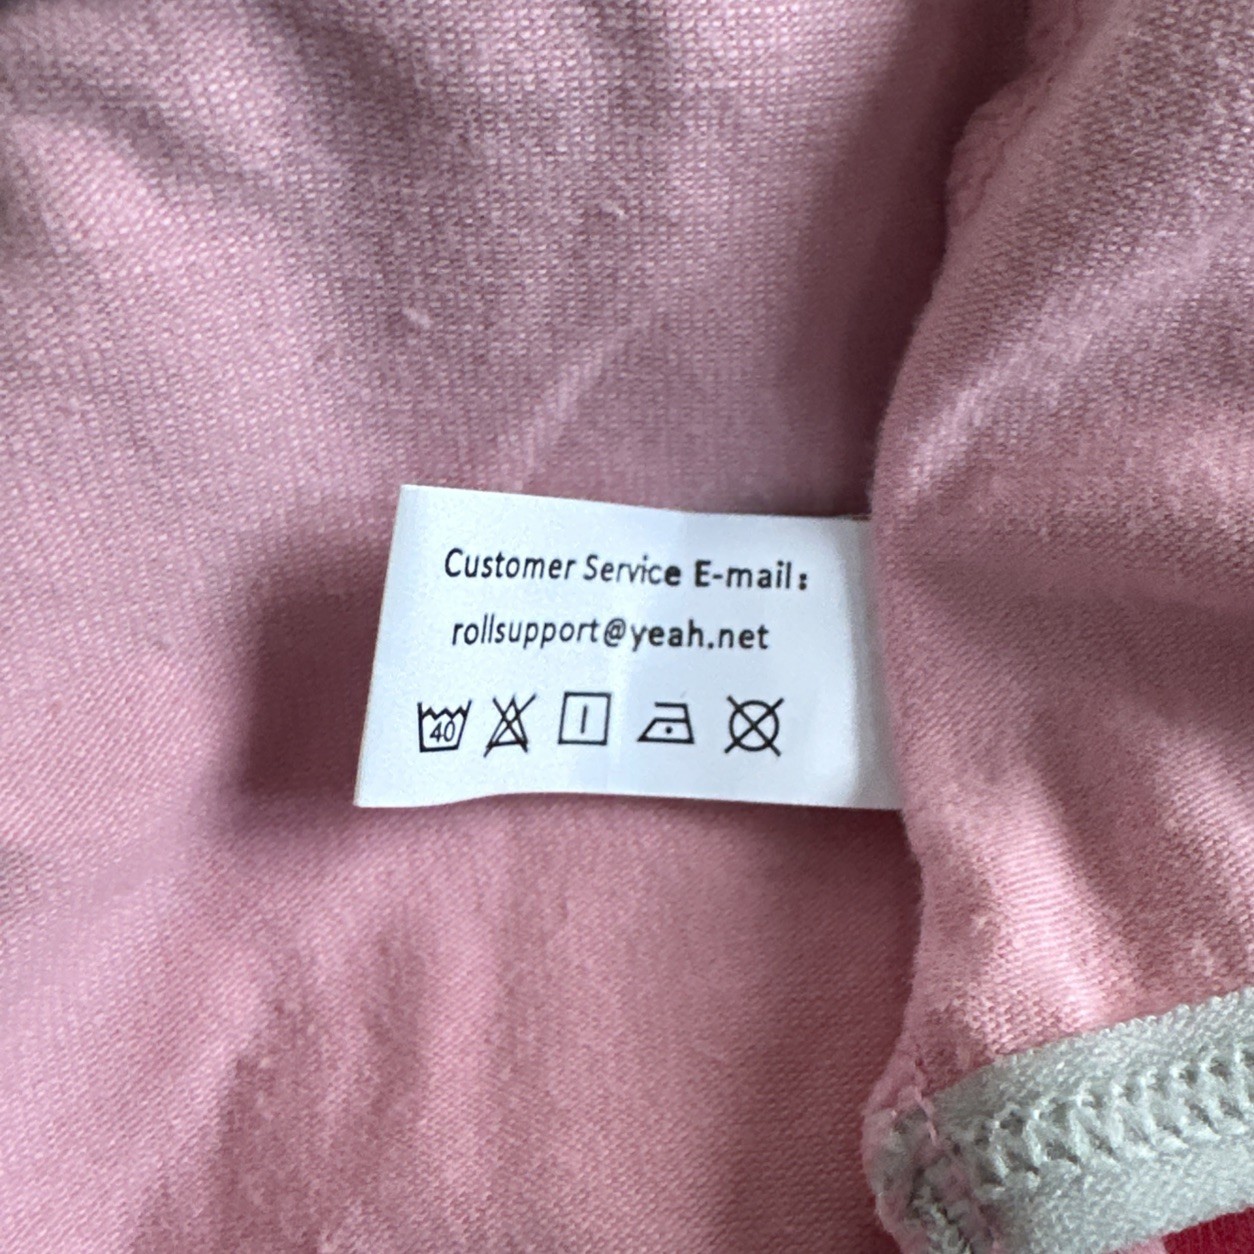 Customer Service E-mail:
rollsupport@yeah.net
40